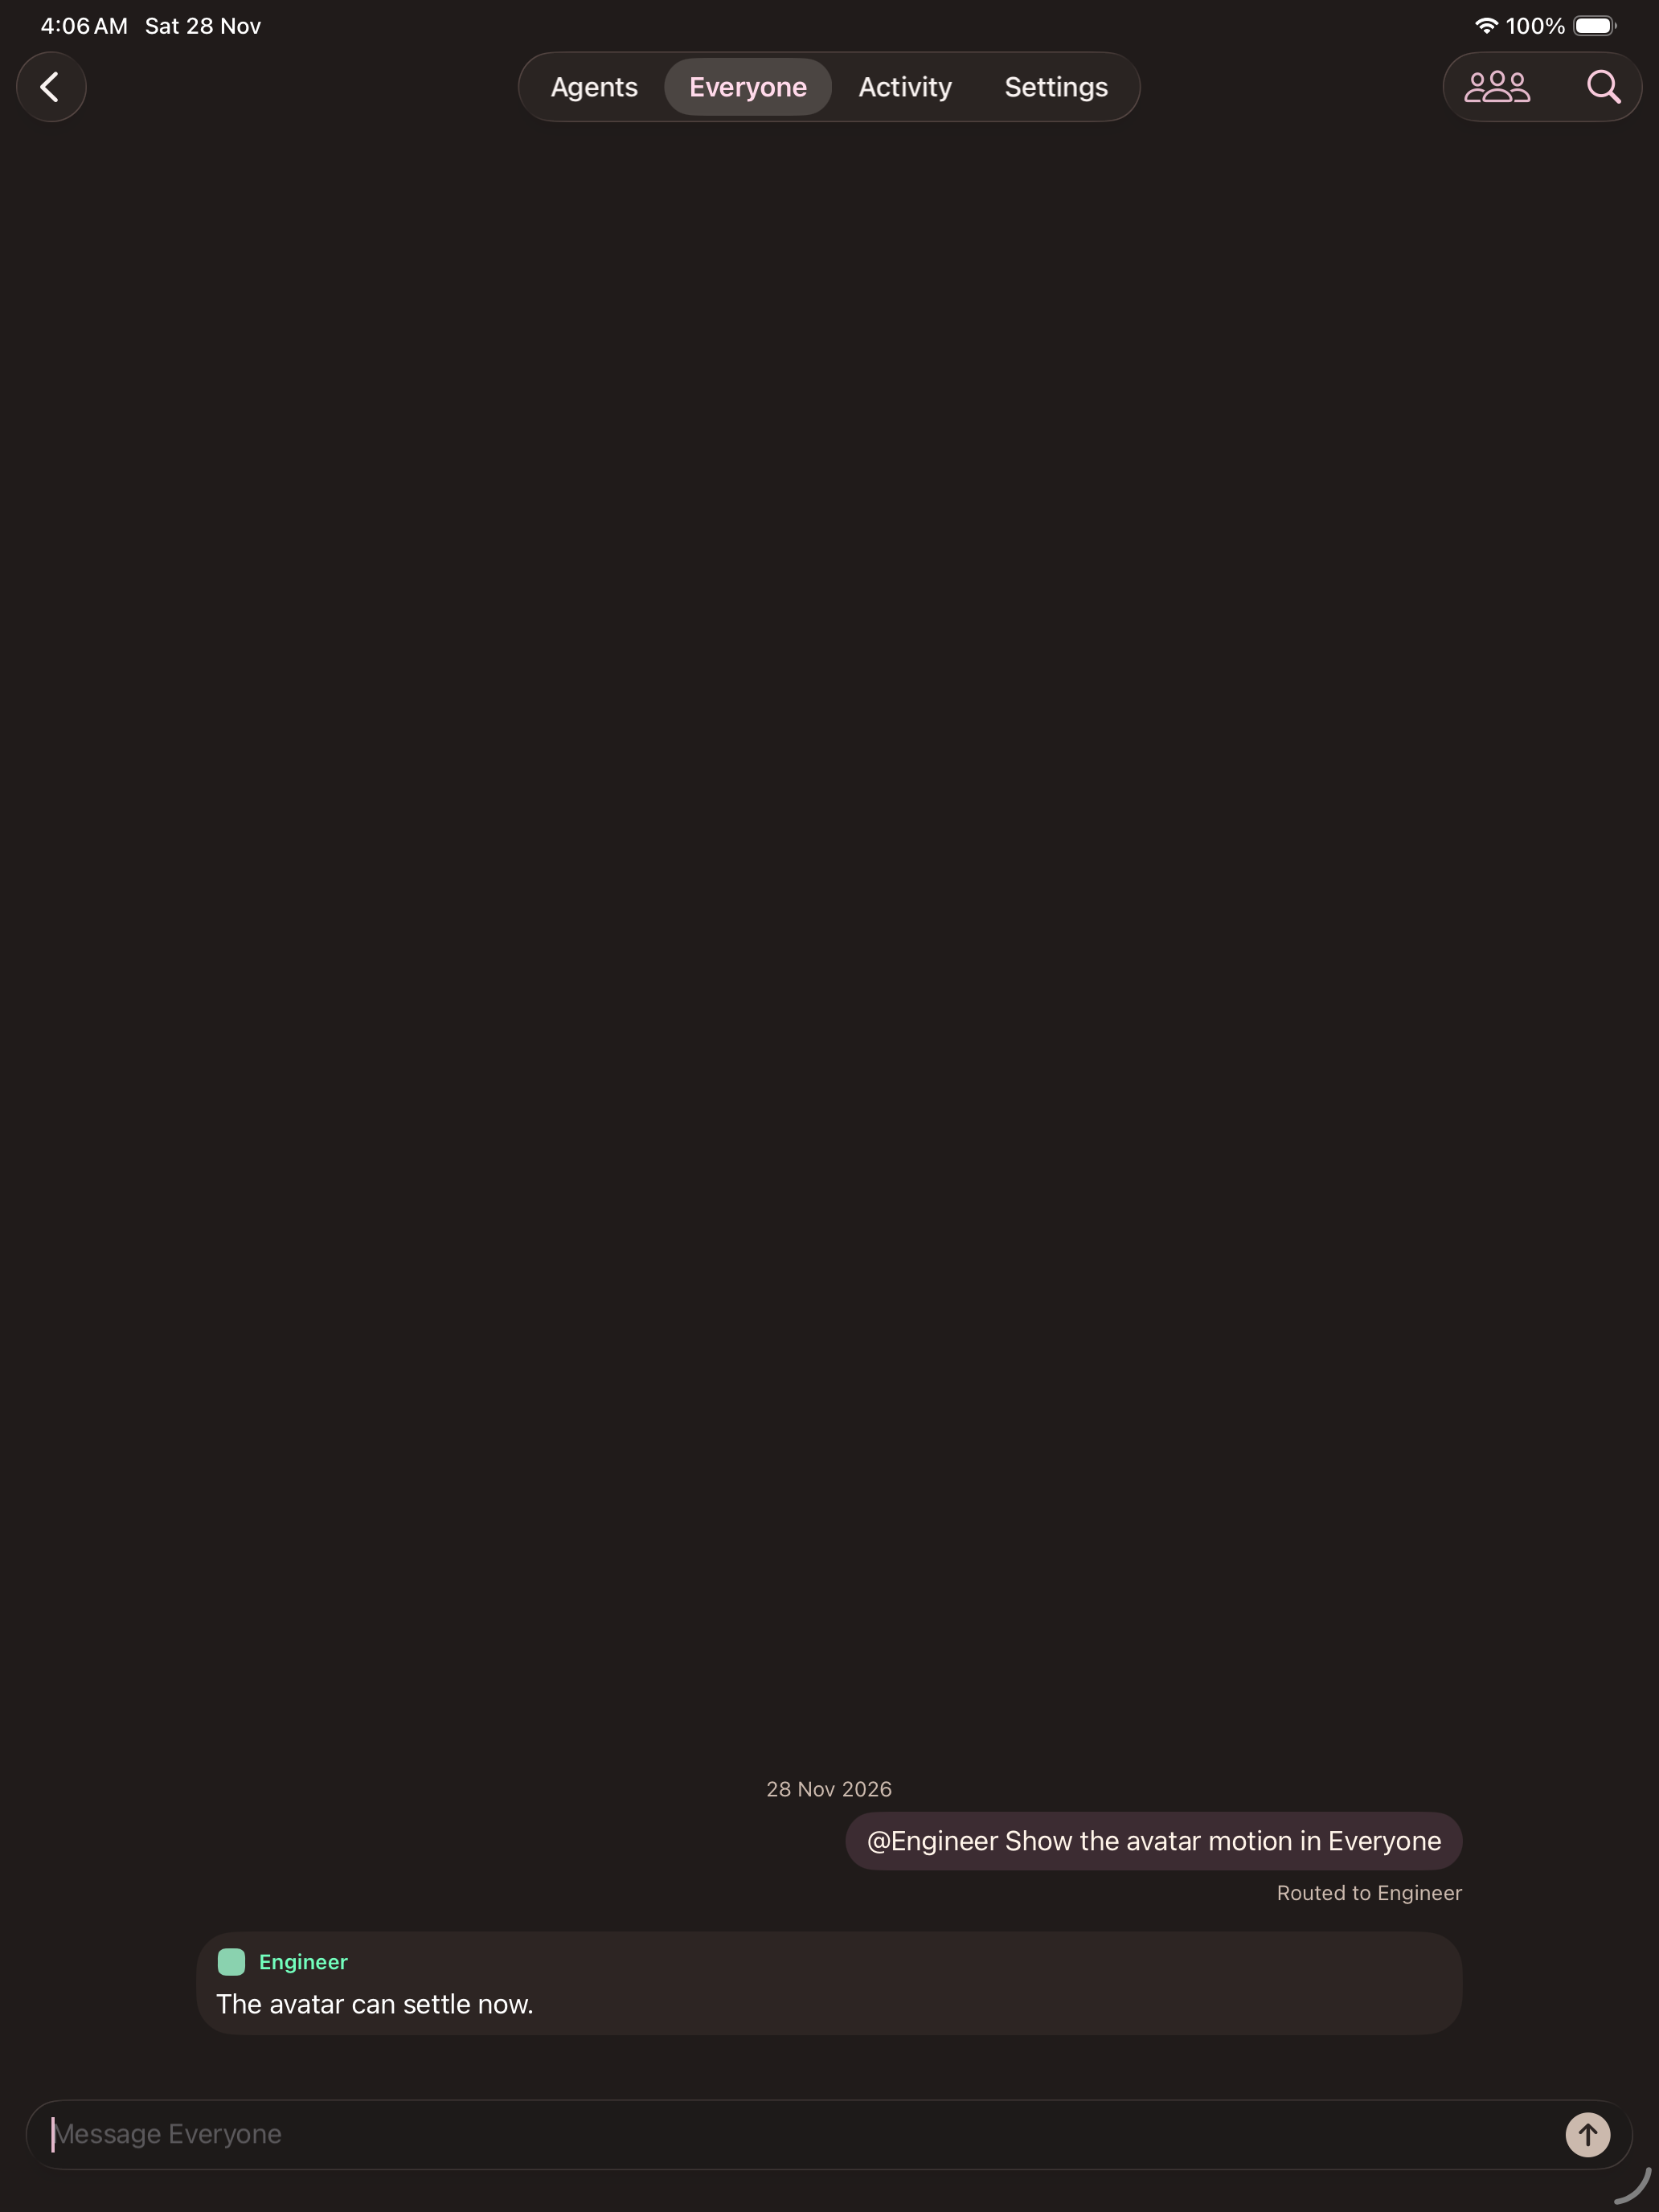 4:06 AM Sat 28 Nov
100%
Agents Everyone Activity Settings
28 Nov 2026
@Engineer Show the avatar motion in Everyone
Routed to Engineer
Engineer
The avatar can settle now.
Message Everyone